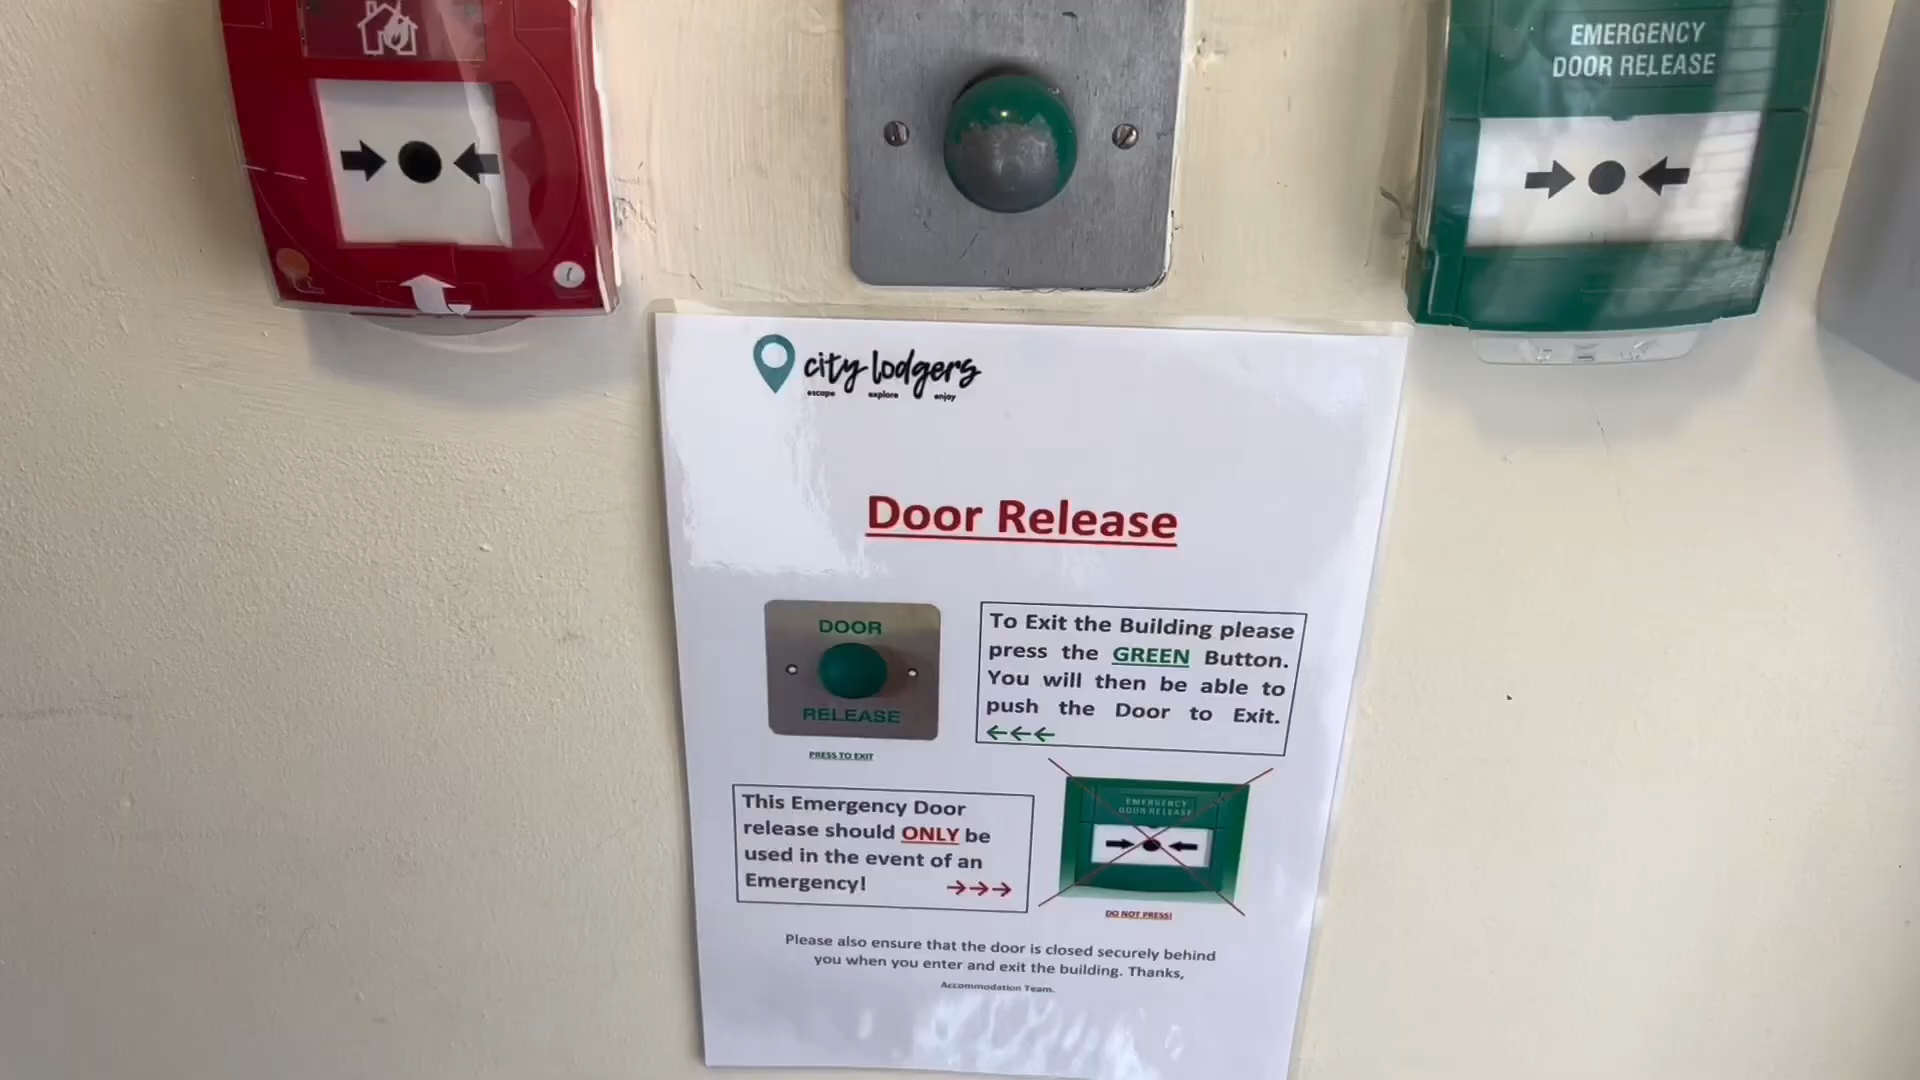 EMERGENCY
DOOR RELEASE
city lodgers
escape explore enjoy
Door Release
DOOR
RELEASE
PRESS TO EXIT
To Exit the Building please
press the GREEN Button.
You will then be able to
push the Door to Exit.
←←←
This Emergency Door
release should ONLY be
used in the event of an
Emergency! →→→
EMERGENCY
DOOR RELEASE
DO NOT PRESS!
Please also ensure that the door is closed securely behind
you when you enter and exit the building. Thanks,
Accommodation Team.